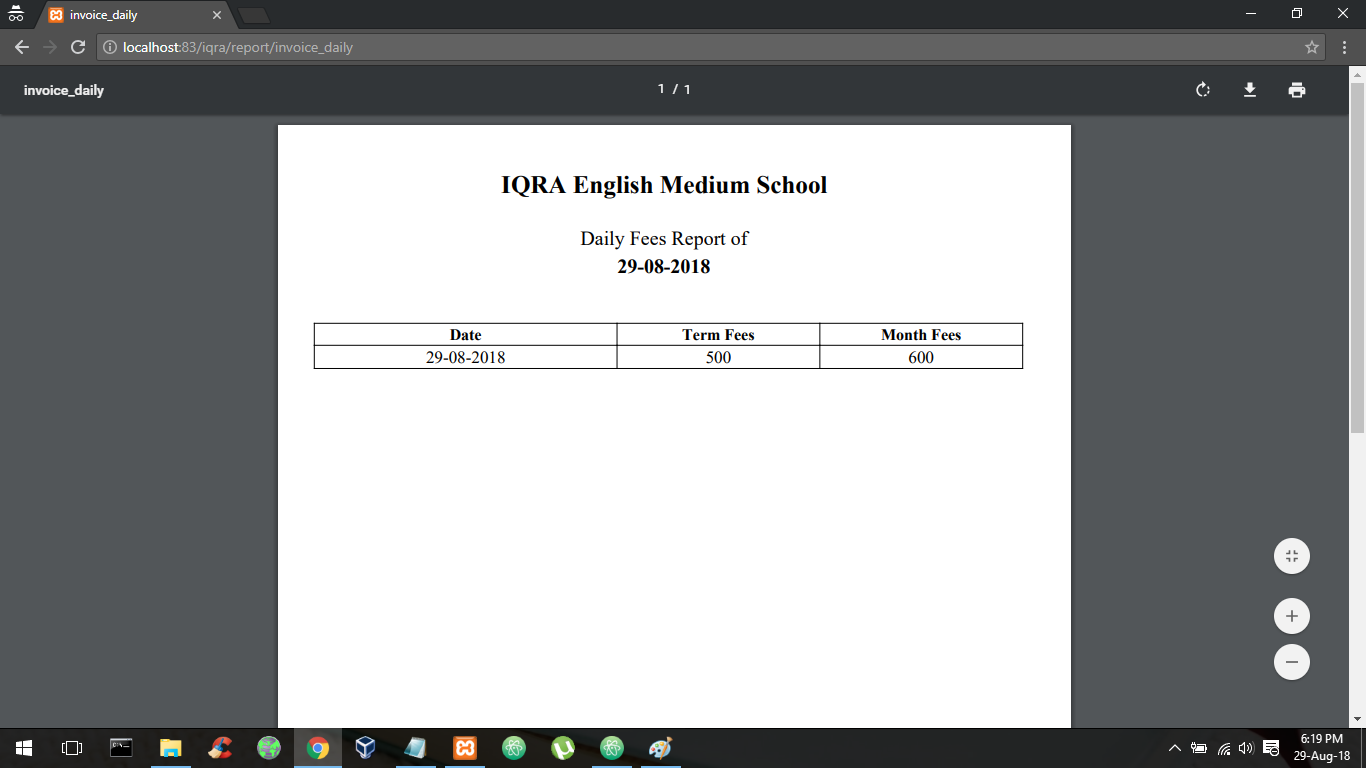 invoice_daily
localhost:83/iqra/report/invoice_daily
invoice_daily
1 / 1
IQRA English Medium School
Daily Fees Report of
29-08-2018
Date Term Fees Month Fees
29-08-2018 500 600
6:19 PM
29-Aug-18